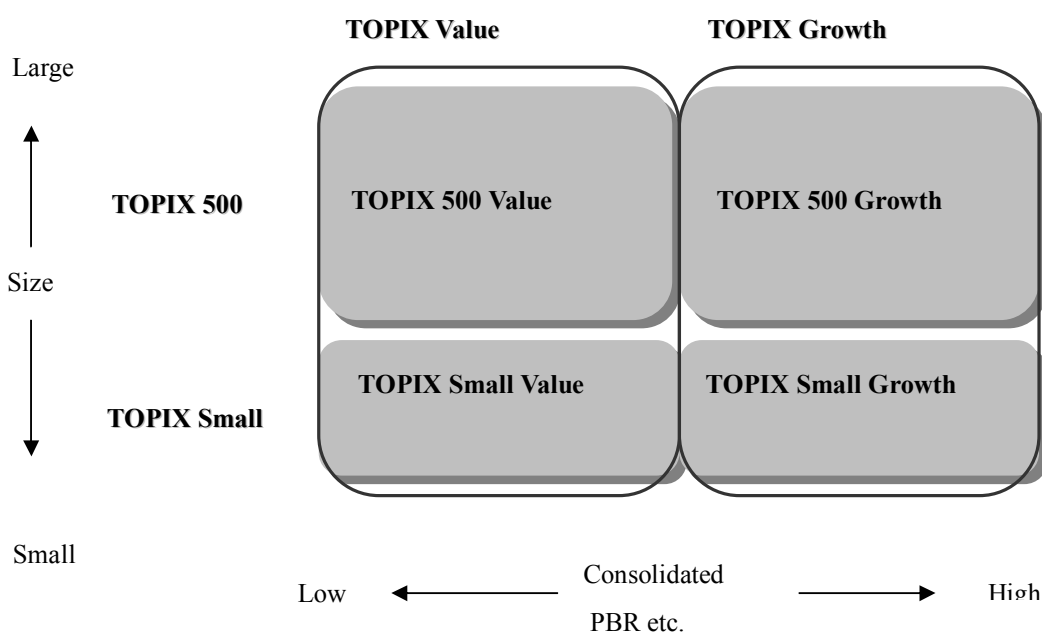 TOPIX Value
TOPIX Growth
Large
TOPIX 500
TOPIX 500 Value
TOPIX 500 Growth
Size
TOPIX Small Value
TOPIX Small Growth
TOPIX Small
Small
Low
Consolidated
PBR etc.
High